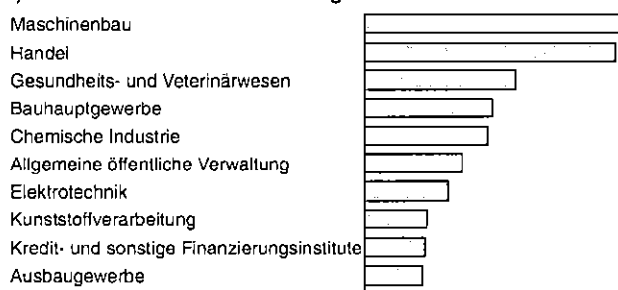 Maschinenbau
Handel
Gesundheits- und Veterinärwesen
Bauhauptgewerbe
Chemische Industrie
Allgemeine öffentliche Verwaltung
Elektrotechnik
Kunststoffverarbeitung
Kredit- und sonstige Finanzierungsinstitute
Ausbaugewerbe